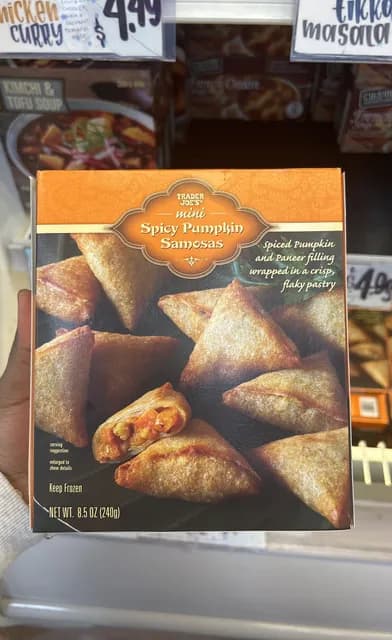 CHICKEN
CURRY
$4.49
tikka
masala
KIMCHI &
TOFU SOUP
TRADER
JOE'S
mini
Spicy Pumpkin
Samosas
Spiced Pumpkin
and Paneer filling
wrapped in a crisp,
flaky pastry
serving
suggestion
enlarged to
show details
Keep Frozen
NET WT. 8.5 OZ (240g)